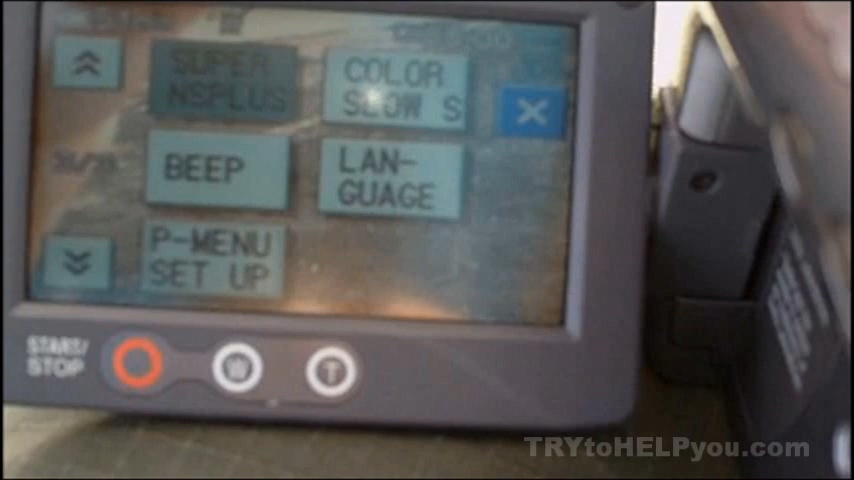 SUPER
NSPLUS
COLOR
SLOW S
BEEP
LAN-
GUAGE
P-MENU
SET UP
START/
STOP
W
T
TRYtoHELPyou.com